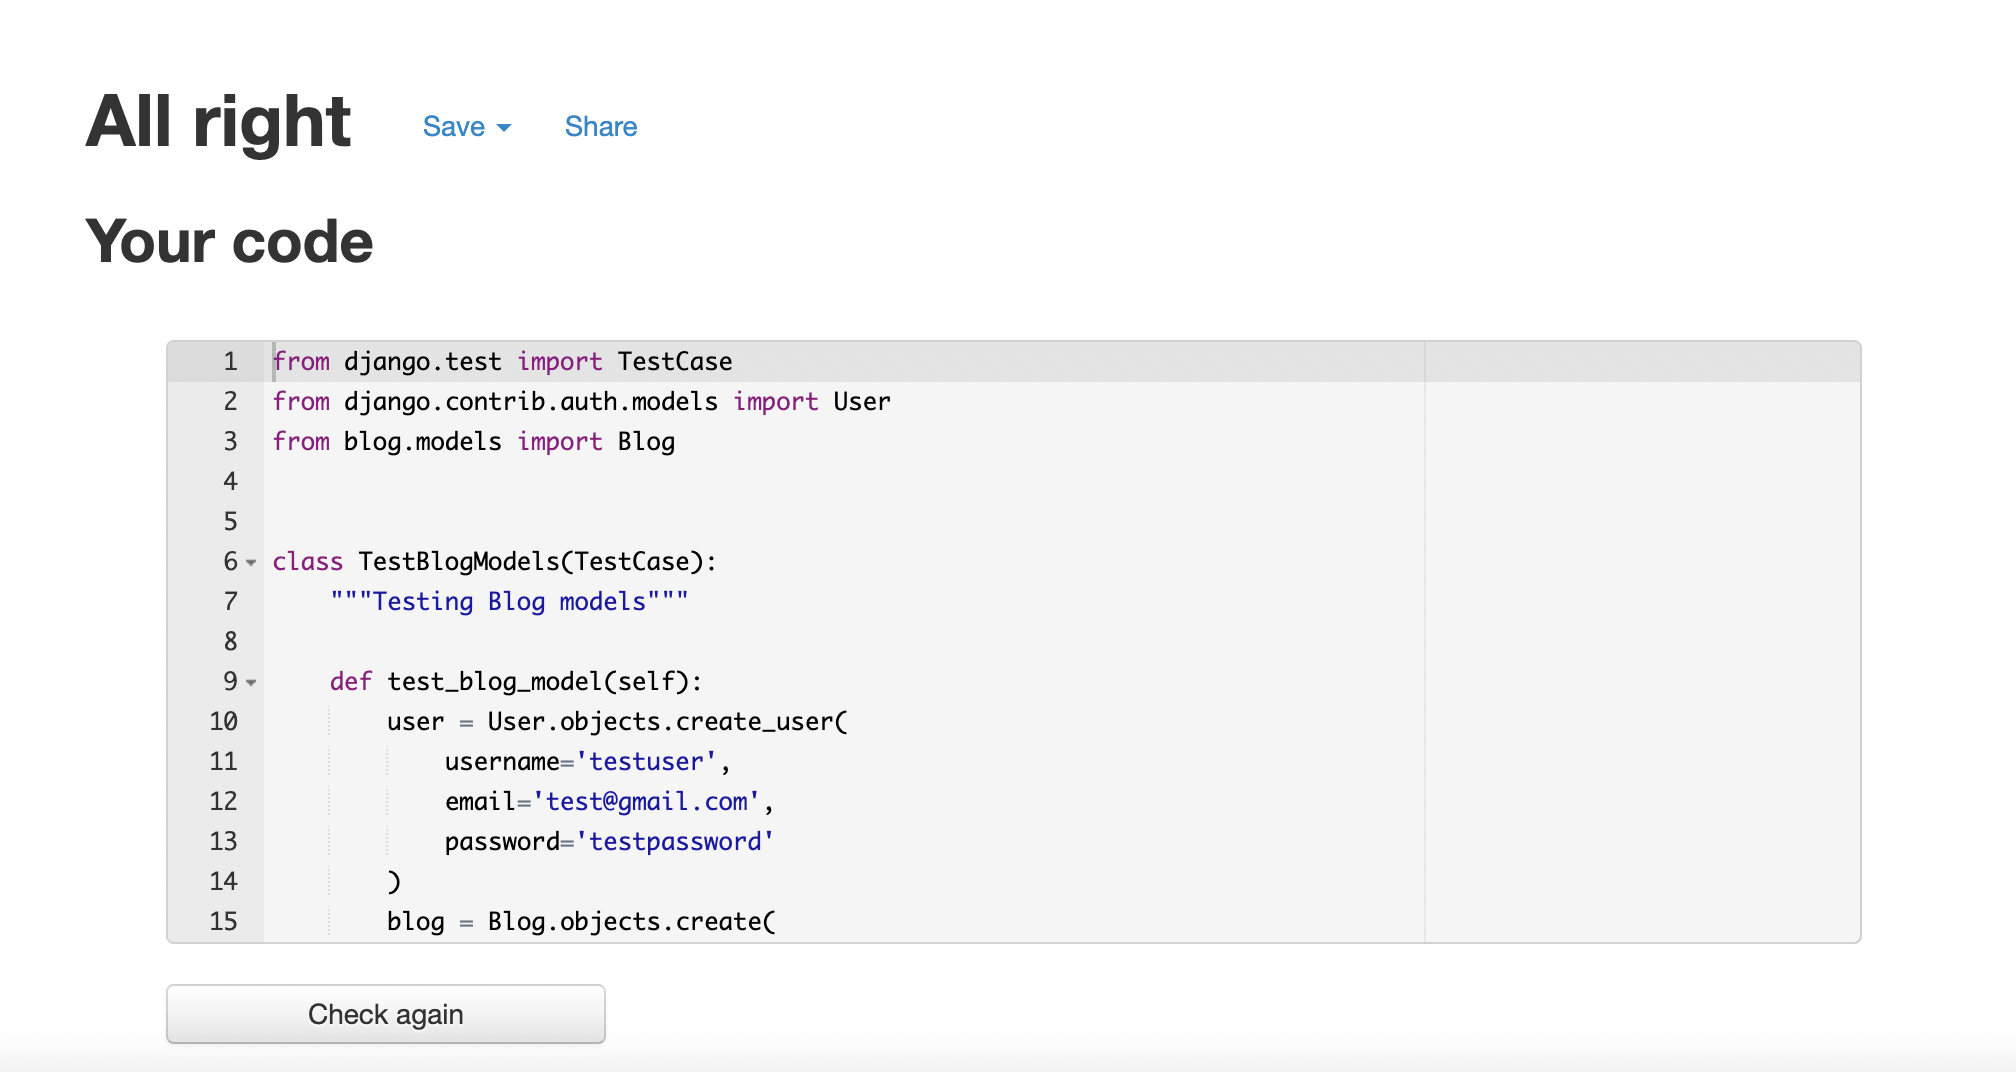 All right Save Share
Your code
1 from django.test import TestCase
2 from django.contrib.auth.models import User
3 from blog.models import Blog
4
5
6 class TestBlogModels(TestCase):
7     """Testing Blog models"""
8
9     def test_blog_model(self):
10         user = User.objects.create_user(
11             username='testuser',
12             email='test@gmail.com',
13             password='testpassword'
14         )
15         blog = Blog.objects.create(
Check again